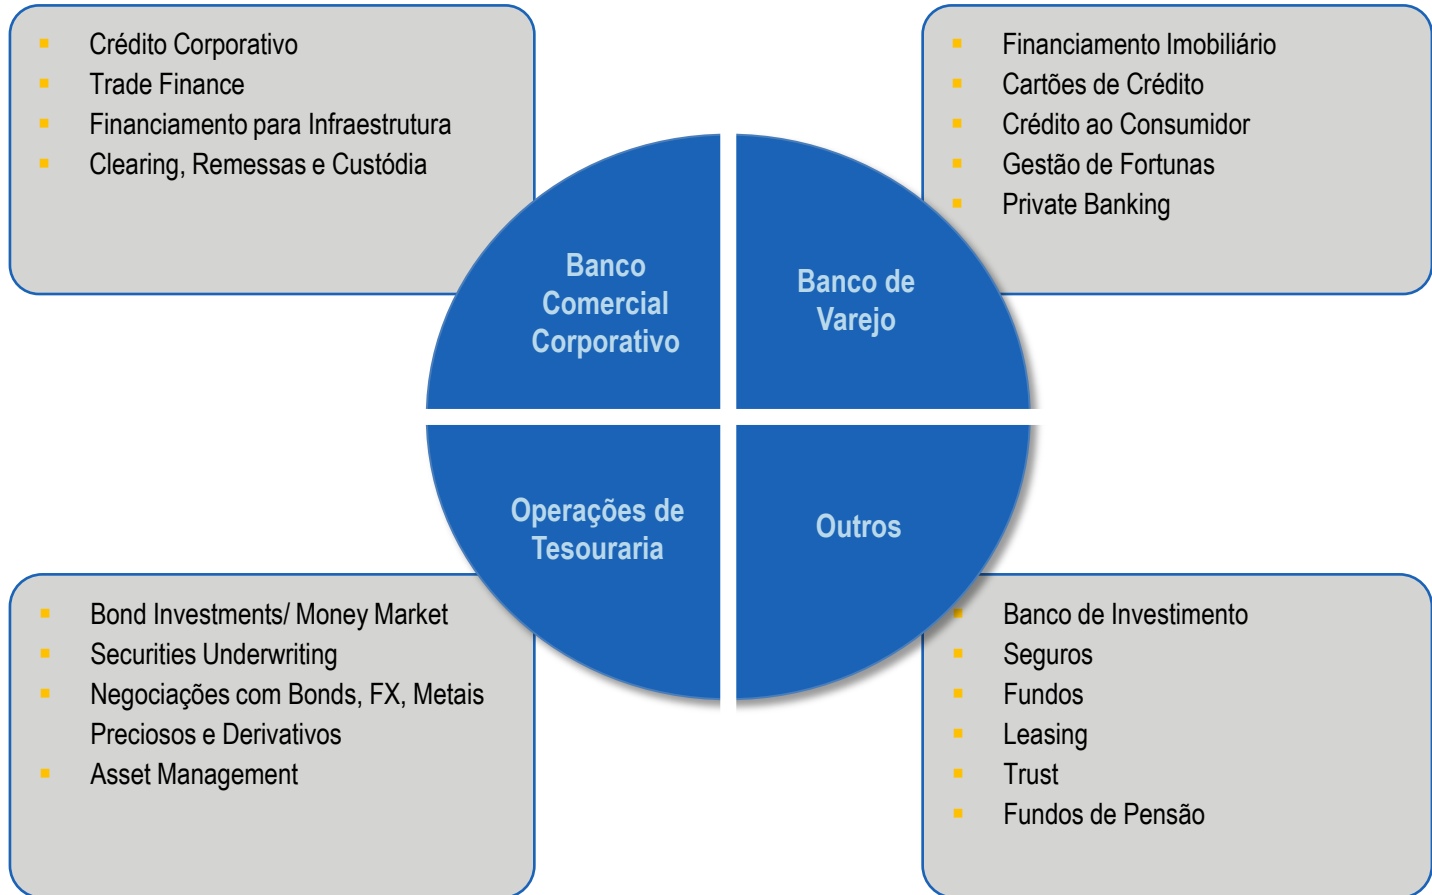 Crédito Corporativo
Trade Finance
Financiamento para Infraestrutura
Clearing, Remessas e Custódia
Financiamento Imobiliário
Cartões de Crédito
Crédito ao Consumidor
Gestão de Fortunas
Private Banking
Banco
Comercial
Corporativo
Banco de
Varejo
Operações de
Tesouraria
Outros
Bond Investments/ Money Market
Securities Underwriting
Negociações com Bonds, FX, Metais
Preciosos e Derivativos
Asset Management
Banco de Investimento
Seguros
Fundos
Leasing
Trust
Fundos de Pensão